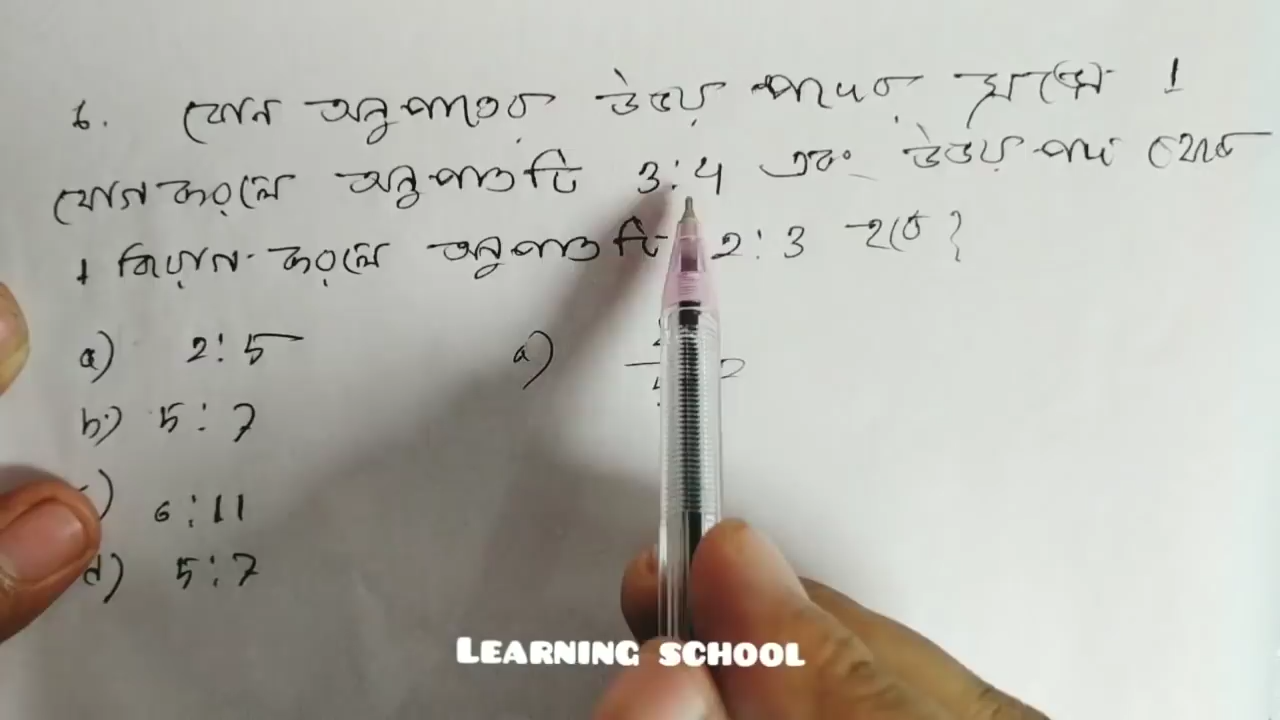 6. কোন অনুপাতের উভয় পদের সঙ্গে 1
যোগ করলে অনুপাতটি 3:4 এবং উভয় পদ থেকে
1 বিয়োগ করলে অনুপাতটি 2:3 হবে?
a) 2:5
a)
b) 5:7
) 6:11
d) 5:7
LEARNING SCHOOL